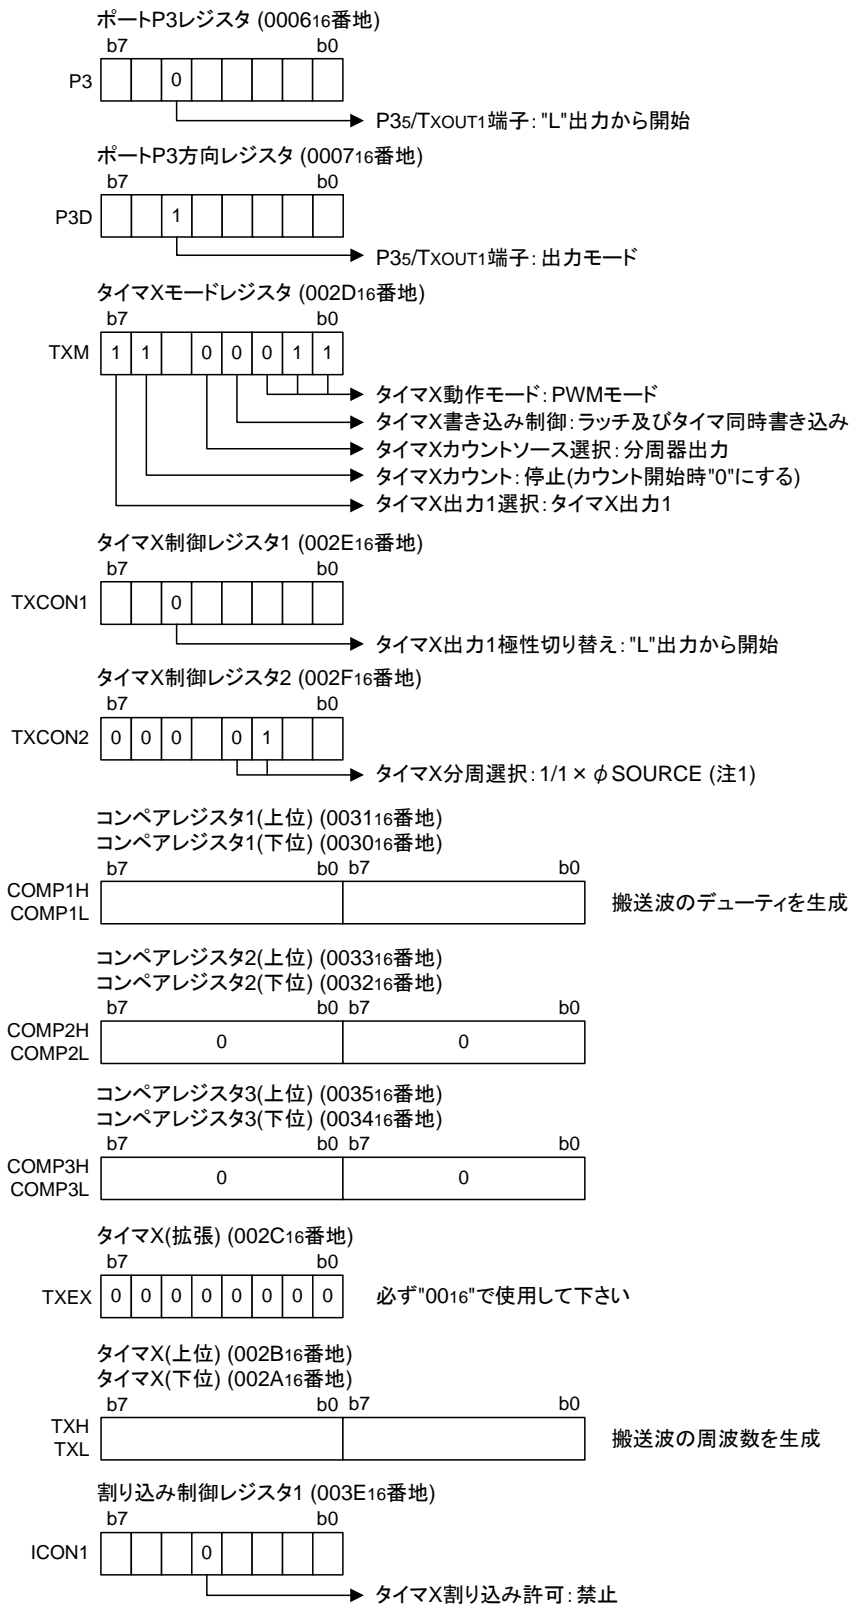 ポートP3レジスタ (000616番地)
b7 b0
P3 0
P35/TXOUT1端子: "L"出力から開始
ポートP3方向レジスタ (000716番地)
b7 b0
P3D 1
P35/TXOUT1端子: 出力モード
タイマXモードレジスタ (002D16番地)
b7 b0
TXM 1 1 0 0 0 1 1
タイマX動作モード: PWMモード
タイマX書き込み制御: ラッチ及びタイマ同時書き込み
タイマXカウントソース選択: 分周器出力
タイマXカウント: 停止(カウント開始時"0"にする)
タイマX出力1選択: タイマX出力1
タイマX制御レジスタ1 (002E16番地)
b7 b0
TXCON1 0
タイマX出力1極性切り替え: "L"出力から開始
タイマX制御レジスタ2 (002F16番地)
b7 b0
TXCON2 0 0 0 0 1
タイマX分周選択: 1/1×φSOURCE (注1)
コンペアレジスタ1(上位) (003116番地)
コンペアレジスタ1(下位) (003016番地)
b7 b0 b7 b0
COMP1H
COMP1L
搬送波のデューティを生成
コンペアレジスタ2(上位) (003316番地)
コンペアレジスタ2(下位) (003216番地)
b7 b0 b7 b0
COMP2H
COMP2L
0 0
コンペアレジスタ3(上位) (003516番地)
コンペアレジスタ3(下位) (003416番地)
b7 b0 b7 b0
COMP3H
COMP3L
0 0
タイマX(拡張) (002C16番地)
b7 b0
TXEX 0 0 0 0 0 0 0 0 必ず"0016"で使用して下さい
タイマX(上位) (002B16番地)
タイマX(下位) (002A16番地)
b7 b0 b7 b0
TXH
TXL
搬送波の周波数を生成
割り込み制御レジスタ1 (003E16番地)
b7 b0
ICON1 0
タイマX割り込み許可: 禁止